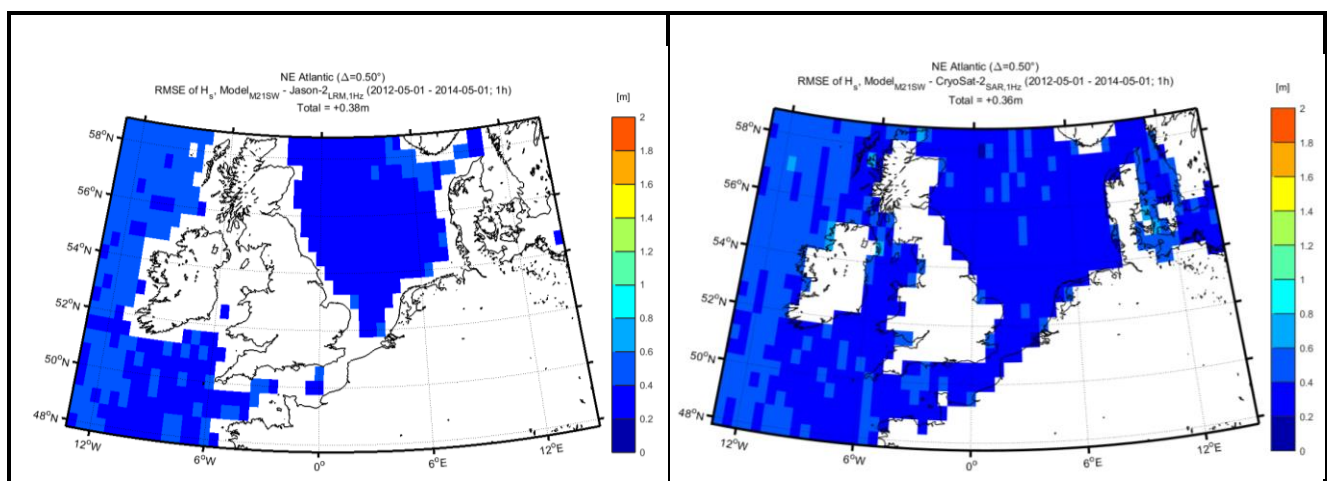 NE Atlantic (Δ=0.50°)
RMSE of Hs, ModelM21SW - Jason-2LRM,1Hz (2012-05-01 - 2014-05-01; 1h)
Total = +0.38m
[m]
2
1.8
1.6
1.4
1.2
1
0.8
0.6
0.4
0.2
0
58°N
56°N
54°N
52°N
50°N
48°N
12°W
6°W
0°
6°E
12°E
NE Atlantic (Δ=0.50°)
RMSE of Hs, ModelM21SW - CryoSat-2SAR,1Hz (2012-05-01 - 2014-05-01; 1h)
Total = +0.36m
[m]
2
1.8
1.6
1.4
1.2
1
0.8
0.6
0.4
0.2
0
58°N
56°N
54°N
52°N
50°N
48°N
12°W
6°W
0°
6°E
12°E